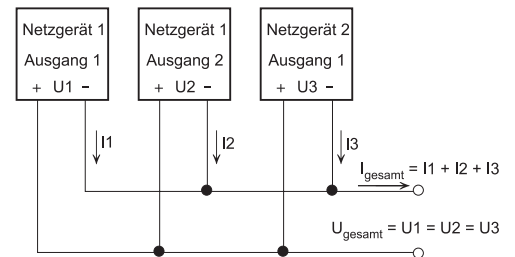 Netzgerät 1
Ausgang 1
+ U1 –
Netzgerät 1
Ausgang 2
+ U2 –
Netzgerät 2
Ausgang 1
+ U3 –
I1
I2
I3
Igesamt = I1 + I2 + I3
Ugesamt = U1 = U2 = U3